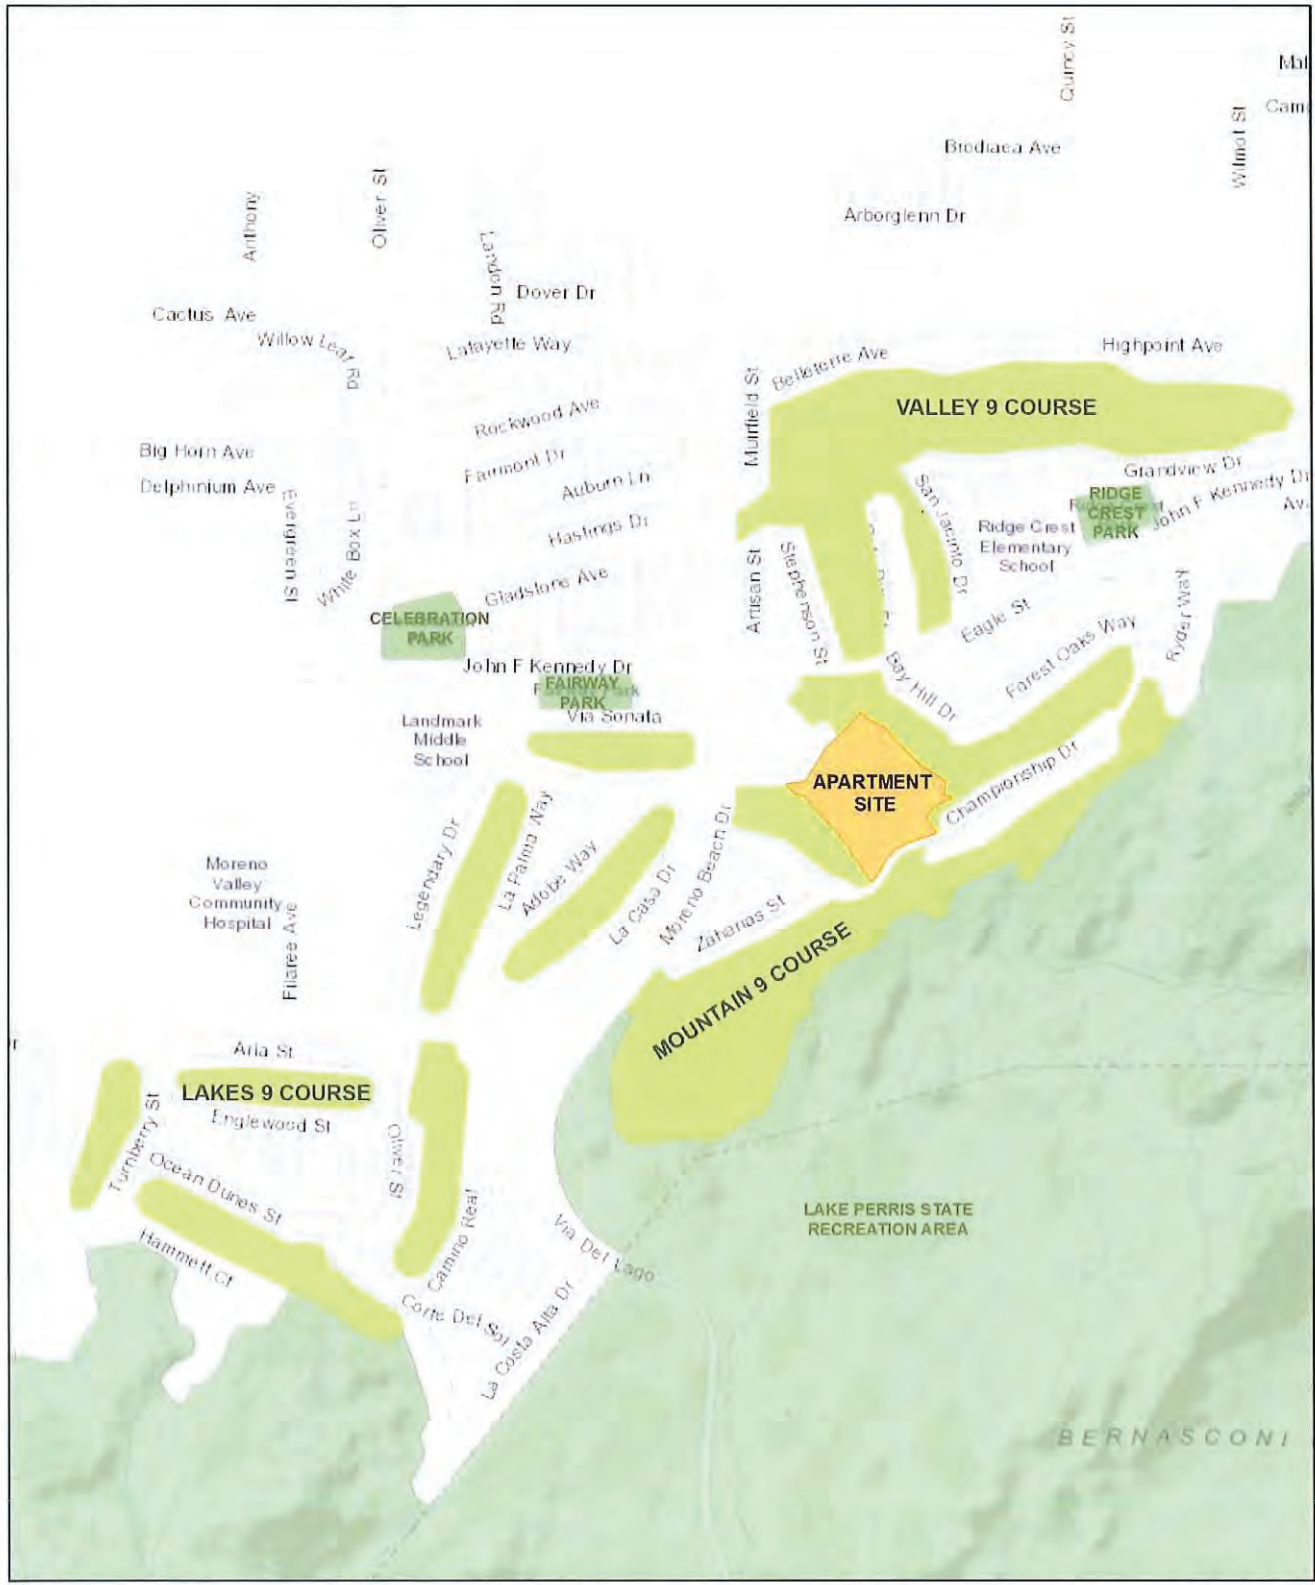 Quincy St
Mal
Cam
Wilmot St
Brodiaea Ave
Arborglenn Dr
Anthony
Oliver St
Landon Rd
Dover Dr
Cactus Ave
Willow Leaf Rd
Lafayette Way
Highpoint Ave
Belleterre Ave
Muirfield St
VALLEY 9 COURSE
Rockwood Ave
Big Horn Ave
Fairmont Dr
Grandview Dr
Delphinium Ave
Auburn Ln
John F Kennedy Dr
Av
RIDGE
CREST
PARK
San Jacinto Dr
Evergreen St
White Box Ln
Hastings Dr
Ridge Crest
Elementary
School
Artisan St
Stephenson St
Gladstone Ave
Eagle St
Ryder Way
CELEBRATION
PARK
Forest Oaks Way
John F Kennedy Dr
Bay Hill Dr
FAIRWAY
PARK
Via Sonata
Landmark
Middle
School
APARTMENT
SITE
Championship Dr
Legendary Dr
La Palma Way
Adobe Way
Moreno Beach Dr
La Casa Dr
Moreno
Valley
Community
Hospital
Zaharias St
Filaree Ave
MOUNTAIN 9 COURSE
r
Aria St
LAKES 9 COURSE
Englewood St
Turnberry St
Oliver St
Ocean Dunes St
Hammett Ct
Camino Real
Via Del Lago
LAKE PERRIS STATE
RECREATION AREA
Corte Del Sol
La Costa Alta Dr
BERNASCONI